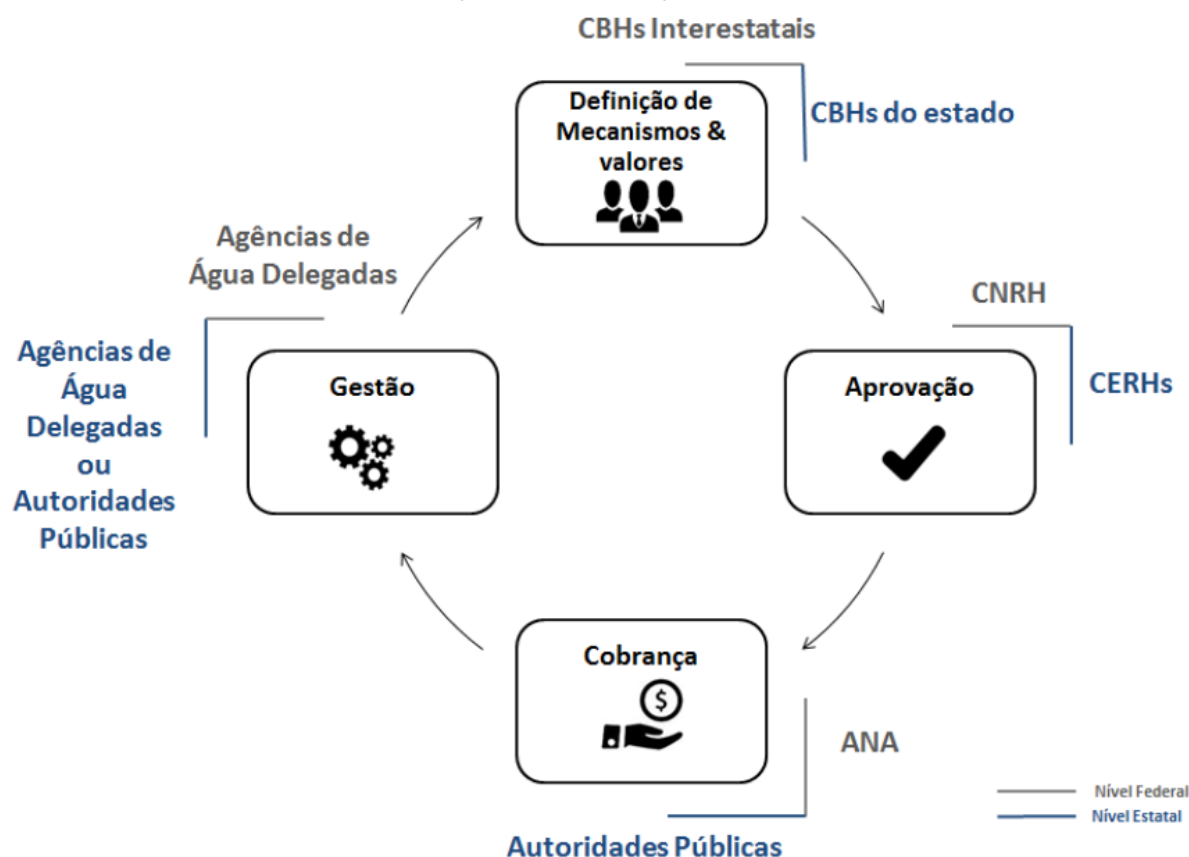 CBHs Interestatais
Definição de
Mecanismos &
valores
CBHs do estado
Agências de
Água Delegadas
CNRH
Agências de
Água
Delegadas
ou
Autoridades
Públicas
Gestão
Aprovação
CERHs
Cobrança
$
ANA
Autoridades Públicas
Nível Federal
Nível Estatal